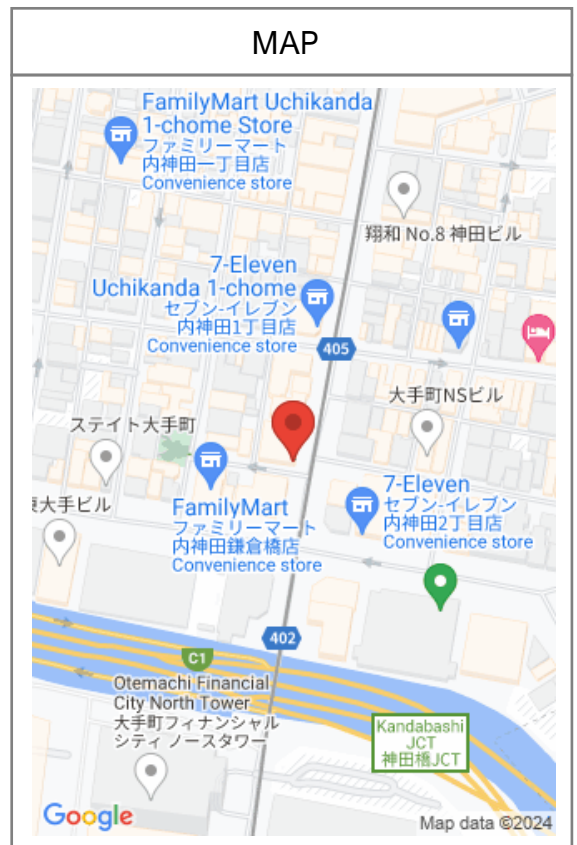 MAP
FamilyMart Uchikanda
1-chome Store
ファミリーマート
内神田一丁目店
Convenience store
翔和 No.8 神田ビル
7-Eleven
Uchikanda 1-chome
セブン-イレブン
内神田1丁目店
Convenience store
405
大手町NSビル
ステイト大手町
7-Eleven
セブン-イレブン
内神田2丁目店
Convenience store
東大手ビル
FamilyMart
ファミリーマート
内神田鎌倉橋店
Convenience store
402
C1
Otemachi Financial
City North Tower
大手町フィナンシャル
シティ ノースタワー
Kandabashi
JCT
神田橋JCT
Google
Map data ©2024